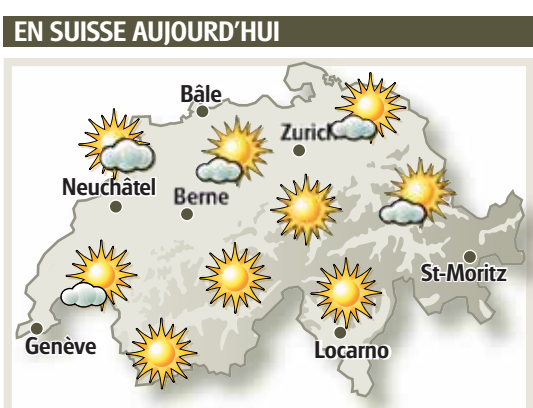 EN SUISSE AUJOURD'HUI
Bâle
Zurich
Neuchâtel
Berne
St-Moritz
Genève
Locarno